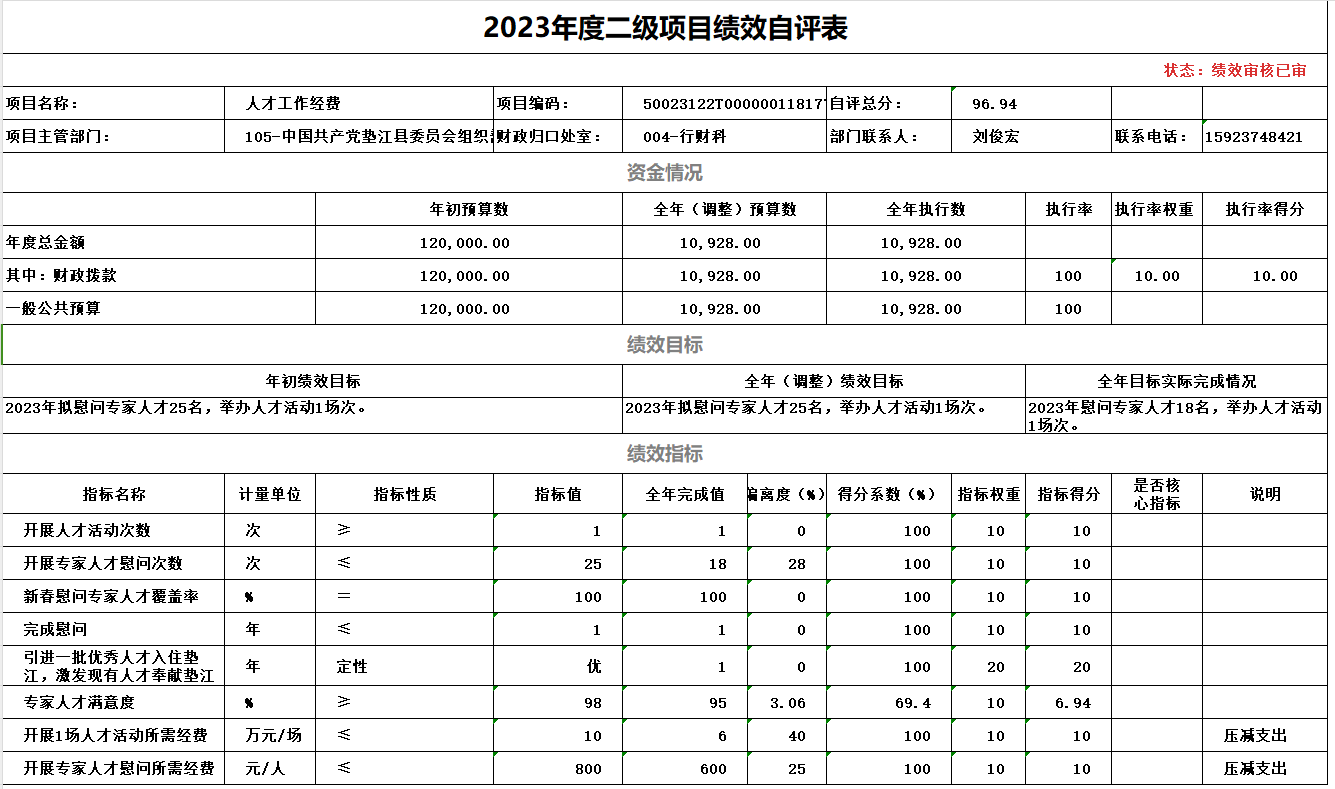 2023年度二级项目绩效自评表
状态：绩效审核已审
项目名称： 人才工作经费 项目编码： 50023122T00000011817 自评总分： 96.94
项目主管部门： 105-中国共产党垫江县委员会组织 财政归口处室： 004-行财科 部门联系人： 刘俊宏 联系电话： 15923748421
资金情况
年初预算数 全年（调整）预算数 全年执行数 执行率 执行率权重 执行率得分
年度总金额 120,000.00 10,928.00 10,928.00
其中：财政拨款 120,000.00 10,928.00 10,928.00 100 10.00 10.00
一般公共预算 120,000.00 10,928.00 10,928.00 100
绩效目标
年初绩效目标 全年（调整）绩效目标 全年目标实际完成情况
2023年拟慰问专家人才25名，举办人才活动1场次。 2023年拟慰问专家人才25名，举办人才活动1场次。 2023年慰问专家人才18名，举办人才活动
1场次。
绩效指标
指标名称 计量单位 指标性质 指标值 全年完成值 偏离度（%） 得分系数（%） 指标权重 指标得分 是否核
心指标 说明
开展人才活动次数 次 ≥ 1 1 0 100 10 10
开展专家人才慰问次数 次 ≤ 25 18 28 100 10 10
新春慰问专家人才覆盖率 % ＝ 100 100 0 100 10 10
完成慰问 年 ≤ 1 1 0 100 10 10
引进一批优秀人才入住垫
江，激发现有人才奉献垫江 年 定性 优 1 0 100 20 20
专家人才满意度 % ≥ 98 95 3.06 69.4 10 6.94
开展1场人才活动所需经费 万元/场 ≤ 10 6 40 100 10 10 压减支出
开展专家人才慰问所需经费 元/人 ≤ 800 600 25 100 10 10 压减支出